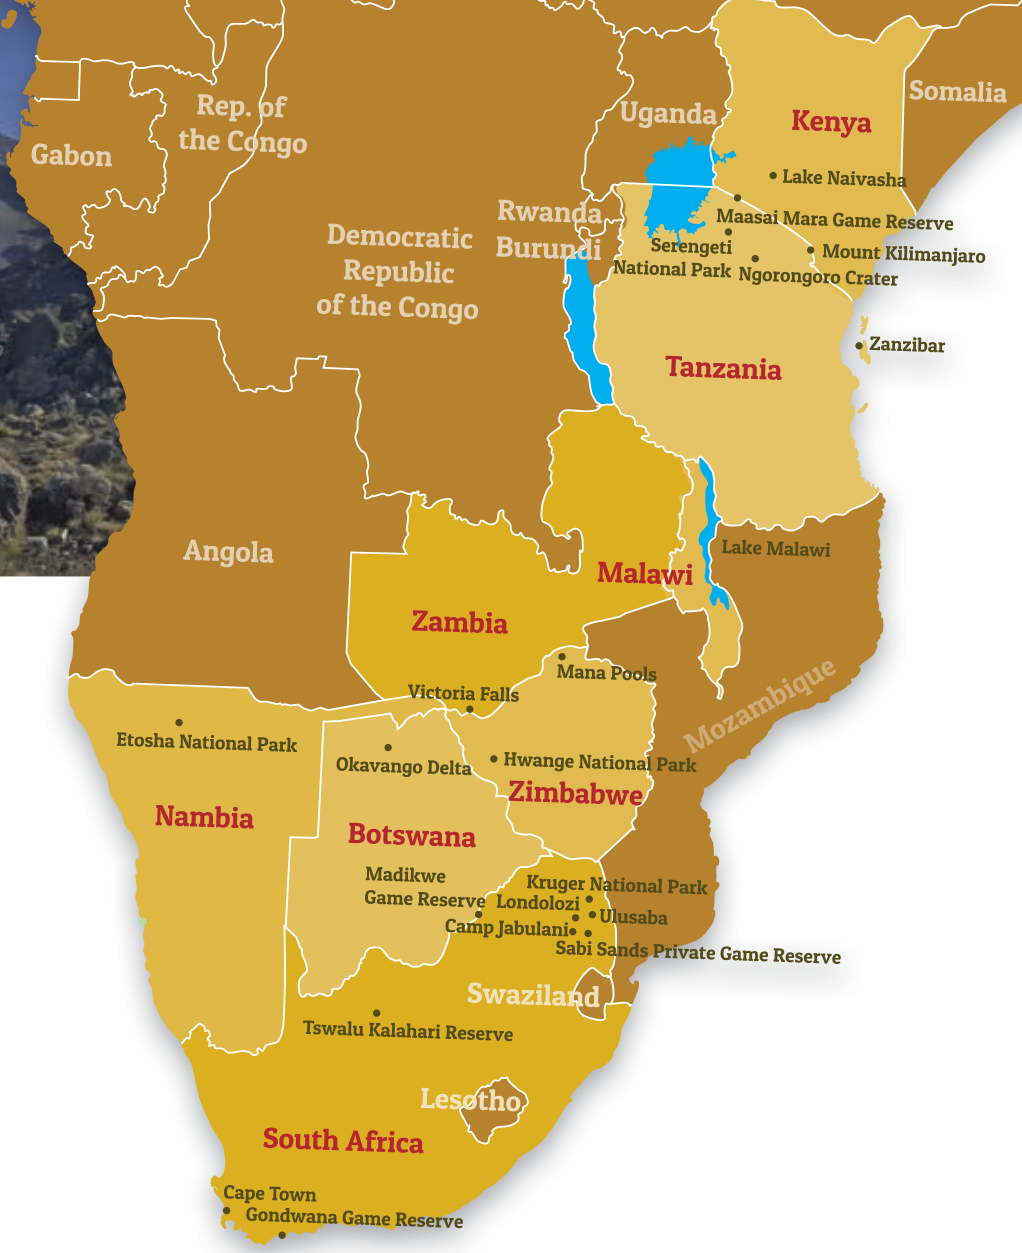 Rep. of
the Congo
Gabon
Uganda
Kenya
Somalia
Lake Naivasha
Rwanda
Burundi
Democratic
Republic
of the Congo
Maasai Mara Game Reserve
Serengeti
National Park
Mount Kilimanjaro
Ngorongoro Crater
Zanzibar
Tanzania
Angola
Lake Malawi
Malawi
Zambia
Mana Pools
Victoria Falls
Mozambique
Etosha National Park
Okavango Delta
Hwange National Park
Zimbabwe
Nambia
Botswana
Madikwe
Game Reserve
Kruger National Park
Londolozi
Ulusaba
Camp Jabulani
Sabi Sands Private Game Reserve
Swaziland
Tswalu Kalahari Reserve
Lesotho
South Africa
Cape Town
Gondwana Game Reserve